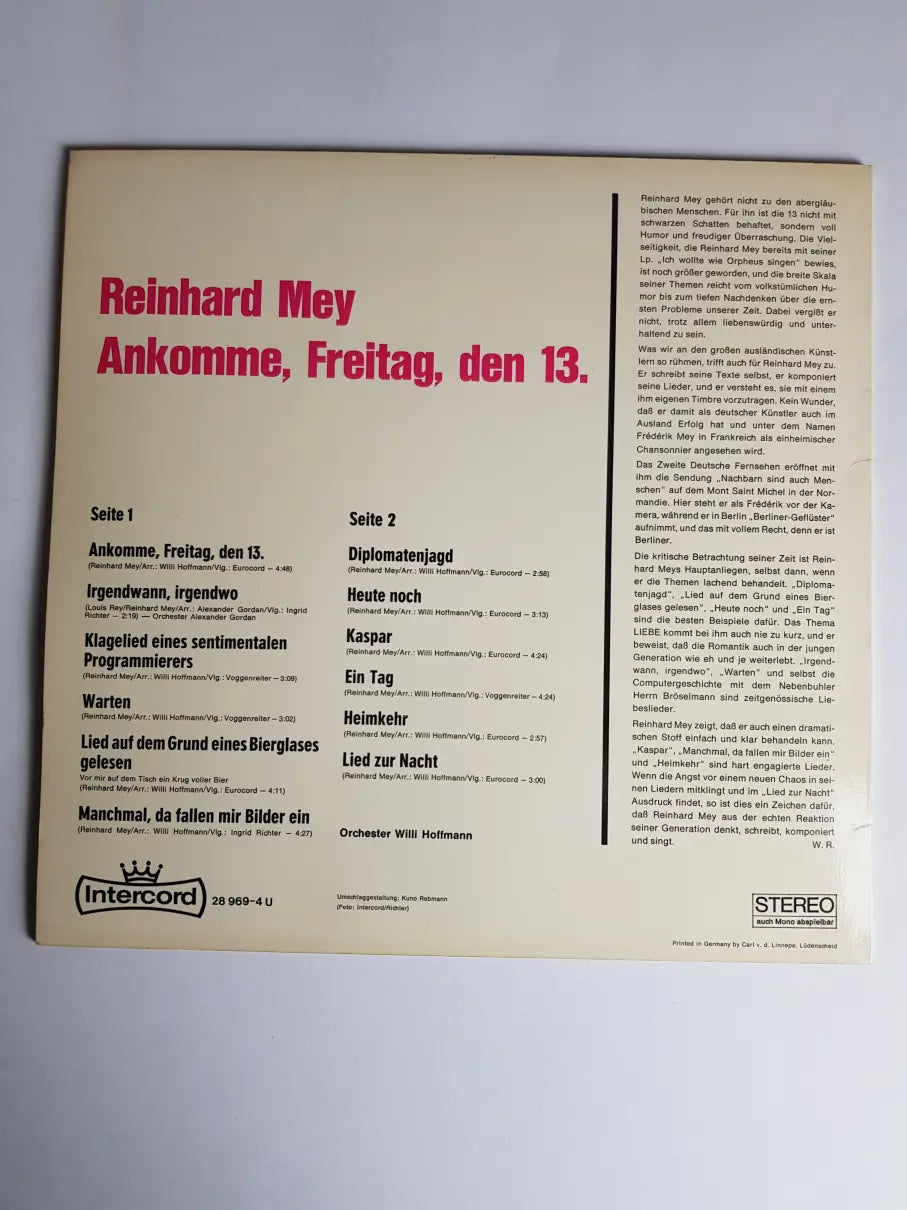 Reinhard Mey
Ankomme, Freitag, den 13.
Seite 1
Ankomme, Freitag, den 13.
(Reinhard Mey/Arr.: Willi Hoffmann/Vlg.: Eurocord – 4:48)
Irgendwann, irgendwo
(Louis Rey/Reinhard Mey/Arr.: Alexander Gordan/Vlg.: Ingrid
Richter – 2:19) — Orchester Alexander Gordan
Klagelied eines sentimentalen
Programmierers
(Reinhard Mey/Arr.: Willi Hoffmann/Vlg.: Voggenreiter – 3:09)
Warten
(Reinhard Mey/Arr.: Willi Hoffmann/Vlg.: Voggenreiter – 3:02)
Lied auf dem Grund eines Bierglases
gelesen
Vor mir auf dem Tisch ein Krug voller Bier
(Reinhard Mey/Arr.: Willi Hoffmann/Vlg.: Eurocord – 4:11)
Manchmal, da fallen mir Bilder ein
(Reinhard Mey/Arr.: Willi Hoffmann/Vlg.: Ingrid Richter – 4:27)
Seite 2
Diplomatenjagd
(Reinhard Mey/Arr.: Willi Hoffmann/Vlg.: Eurocord – 2:58)
Heute noch
(Reinhard Mey/Arr.: Willi Hoffmann/Vlg.: Eurocord – 3:13)
Kaspar
(Reinhard Mey/Arr.: Willi Hoffmann/Vlg.: Eurocord – 4:24)
Ein Tag
(Reinhard Mey/Arr.: Willi Hoffmann/Vlg.: Voggenreiter – 4:24)
Heimkehr
(Reinhard Mey/Arr.: Willi Hoffmann/Vlg.: Eurocord – 2:57)
Lied zur Nacht
(Reinhard Mey/Arr.: Willi Hoffmann/Vlg.: Eurocord – 3:00)
Orchester Willi Hoffmann
Reinhard Mey gehört nicht zu den abergläu-
bischen Menschen. Für ihn ist die 13 nicht mit
schwarzen Schatten behaftet, sondern voll
Humor und freudiger Überraschung. Die Viel-
seitigkeit, die Reinhard Mey bereits mit seiner
Lp. „Ich wollte wie Orpheus singen“ bewies,
ist noch größer geworden, und die breite Skala
seiner Themen reicht vom volkstümlichen Hu-
mor bis zum tiefen Nachdenken über die ern-
sten Probleme unserer Zeit. Dabei vergißt er
nicht, trotz allem liebenswürdig und unter-
haltend zu sein.
Was wir an den großen ausländischen Künst-
lern so rühmen, trifft auch für Reinhard Mey zu.
Er schreibt seine Texte selbst, er komponiert
seine Lieder, und er versteht es, sie mit einem
ihm eigenen Timbre vorzutragen. Kein Wunder,
daß er damit als deutscher Künstler auch im
Ausland Erfolg hat und unter dem Namen
Frédérik Mey in Frankreich als einheimischer
Chansonnier angesehen wird.
Das Zweite Deutsche Fernsehen eröffnet mit
ihm die Sendung „Nachbarn sind auch Men-
schen“ auf dem Mont Saint Michel in der Nor-
mandie. Hier steht er als Frédérik vor der Ka-
mera, während er in Berlin „Berliner-Geflüster“
aufnimmt, und das mit vollem Recht, denn er ist
Berliner.
Die kritische Betrachtung seiner Zeit ist Rein-
hard Meys Hauptanliegen, selbst dann, wenn
er die Themen lachend behandelt. „Diploma-
tenjagd“, „Lied auf dem Grund eines Bier-
glases gelesen“, „Heute noch“ und „Ein Tag“
sind die besten Beispiele dafür. Das Thema
LIEBE kommt bei ihm auch nie zu kurz, und er
beweist, daß die Romantik auch in der jungen
Generation wie eh und je weiterlebt. „Irgend-
wann, irgendwo“, „Warten“ und selbst die
Computergeschichte mit dem Nebenbuhler
Herrn Bröselmann sind zeitgenössische Lie-
beslieder.
Reinhard Mey zeigt, daß er auch einen dramati-
schen Stoff einfach und klar behandeln kann.
„Kaspar“, „Manchmal, da fallen mir Bilder ein“
und „Heimkehr“ sind hart engagierte Lieder.
Wenn die Angst vor einem neuen Chaos in sei-
nen Liedern mitklingt und im „Lied zur Nacht“
Ausdruck findet, so ist dies ein Zeichen dafür,
daß Reinhard Mey aus der echten Reaktion
seiner Generation denkt, schreibt, komponiert
und singt. W. R.
Intercord 28 969-4 U
Umschlaggestaltung: Kuno Rebmann
(Foto: Intercord/Richter)
STEREO
auch Mono abspielbar
Printed in Germany by Carl v. d. Linnepe, Lüdenscheid